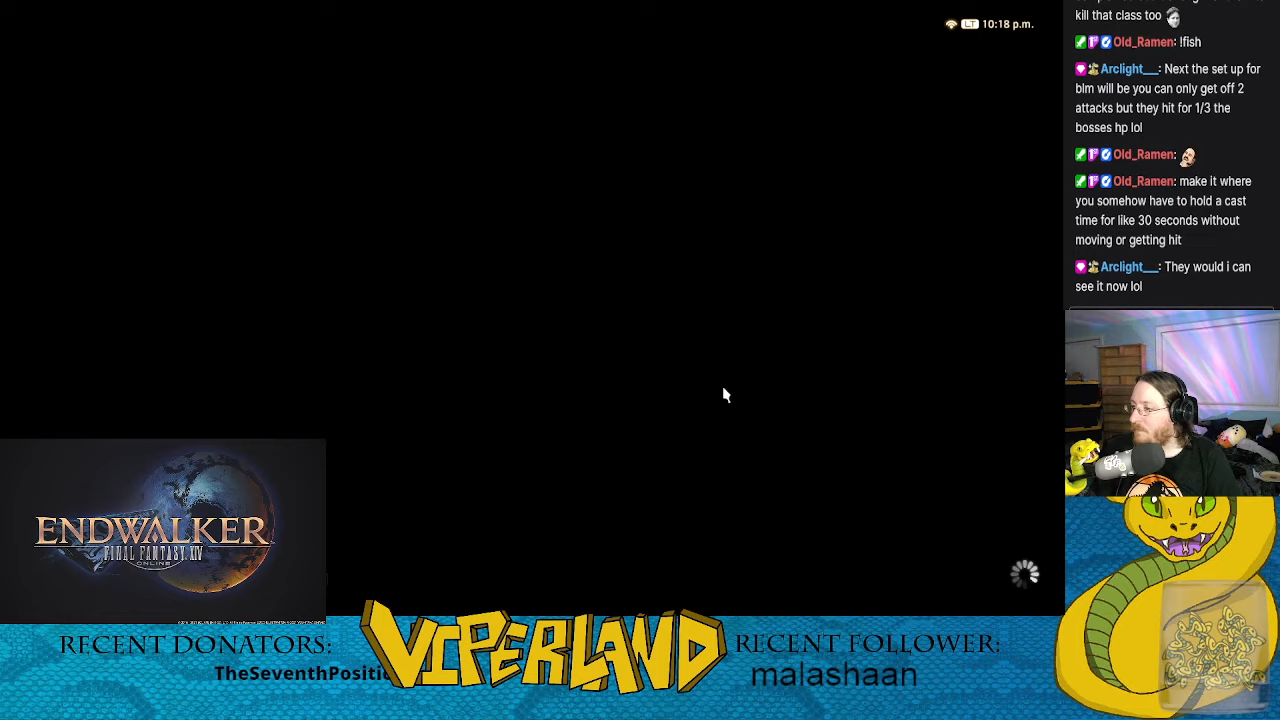 LT 10:18 p.m.
kill that class too
Old_Ramen: !fish
Arclight__: Next the set up for
blm will be you can only get off 2
attacks but they hit for 1/3 the
bosses hp lol
Old_Ramen:
Old_Ramen: make it where
you somehow have to hold a cast
time for like 30 seconds without
moving or getting hit
Arclight__: They would i can
see it now lol
ENDWALKER
FINAL FANTASY XIV
ONLINE
RECENT DONATORS:
TheSeventhPositio
VIPERLAND
RECENT FOLLOWER:
malashaan